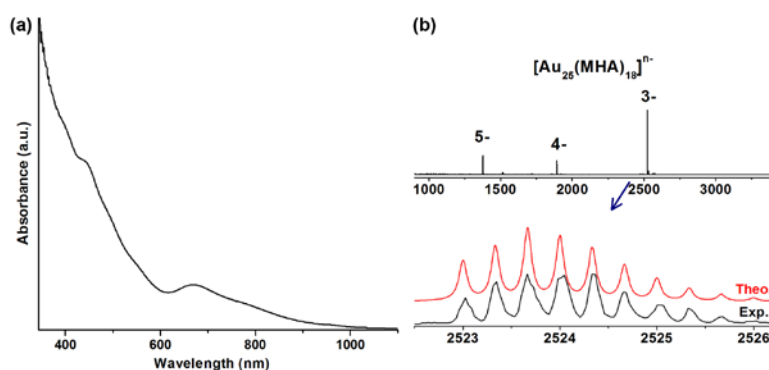 (a)
Absorbance (a.u.)
400 600 800 1000
Wavelength (nm)
(b)
[Au₂₅(MHA)₁₈]ⁿ⁻
3-
5-
4-
1000 1500 2000 2500 3000
Theo
Exp.
2523 2524 2525 2526